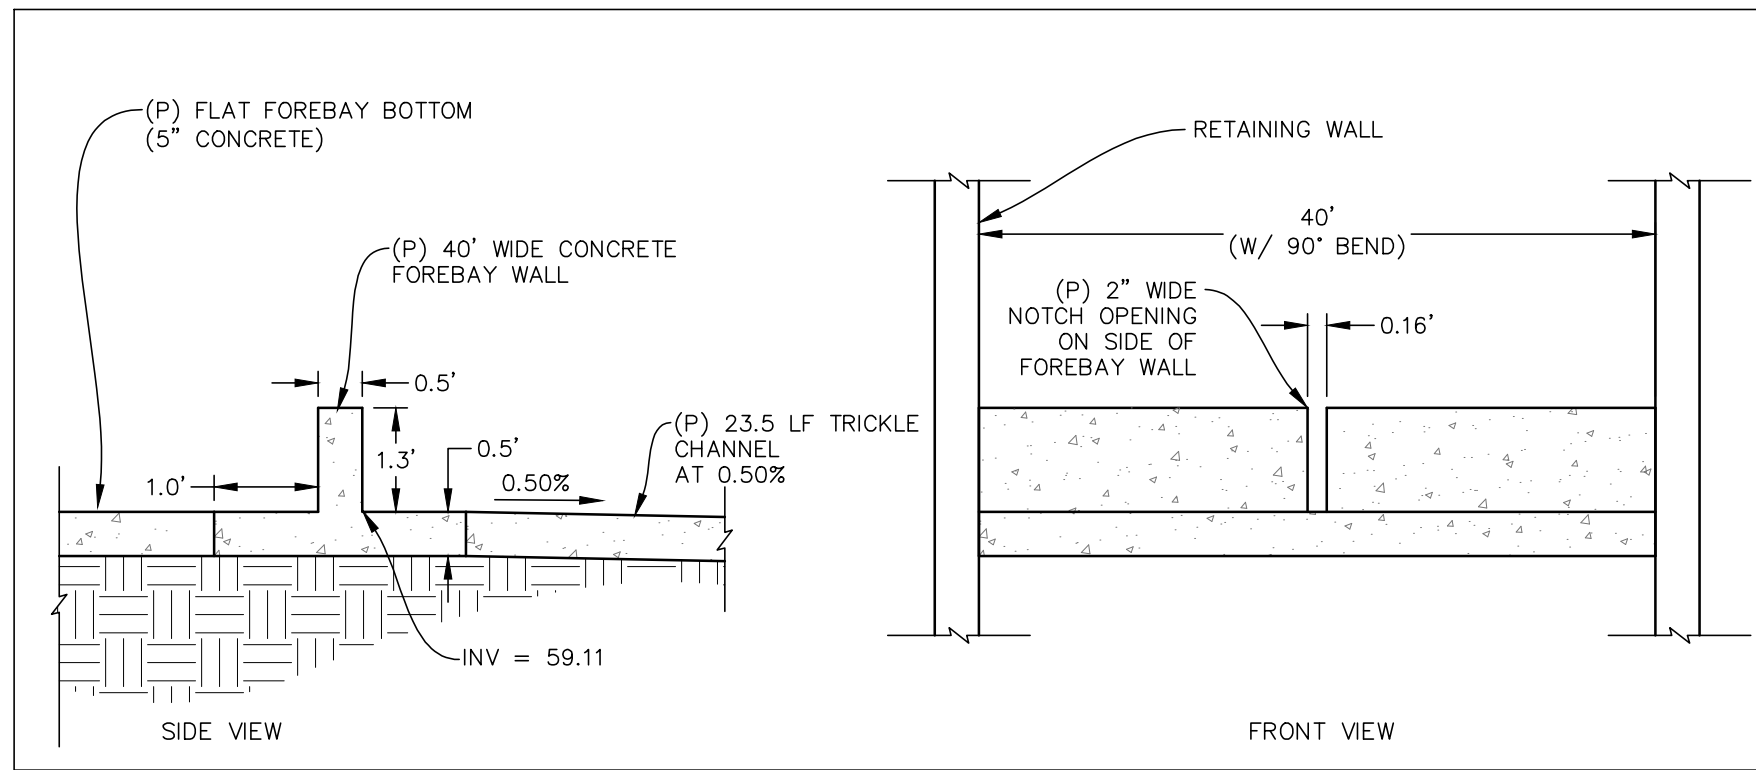 (P) FLAT FOREBAY BOTTOM
(5” CONCRETE)
(P) 40’ WIDE CONCRETE
FOREBAY WALL
0.5’
1.3’
1.0’
0.5’
0.50%
(P) 23.5 LF TRICKLE
CHANNEL
AT 0.50%
INV = 59.11
SIDE VIEW
RETAINING WALL
40’
(W/ 90° BEND)
(P) 2” WIDE
NOTCH OPENING
ON SIDE OF
FOREBAY WALL
0.16’
FRONT VIEW